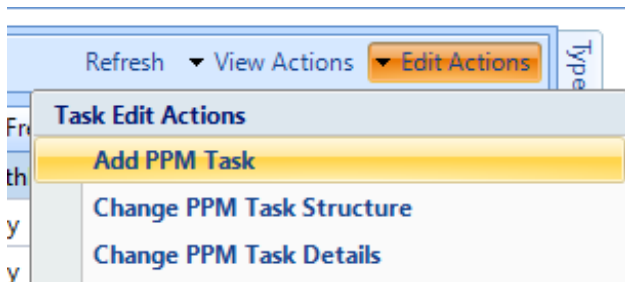 Refresh View Actions Edit Actions
Type
Task Edit Actions
Add PPM Task
Change PPM Task Structure
Change PPM Task Details